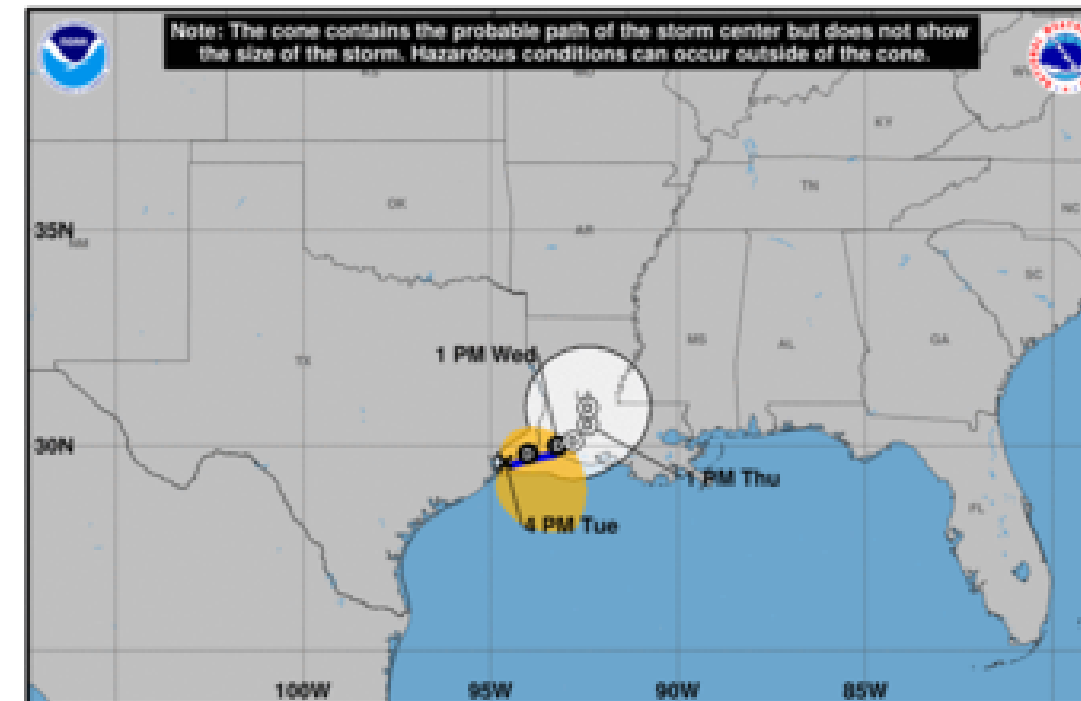 Note: The cone contains the probable path of the storm center but does not show
the size of the storm. Hazardous conditions can occur outside of the cone.
KY
TN
OK
AR
NC
35N
NM
SC
MS
AL
GA
1 PM Wed
TX
30N
1 PM Thu
FL
4 PM Tue
100W
95W
90W
85W